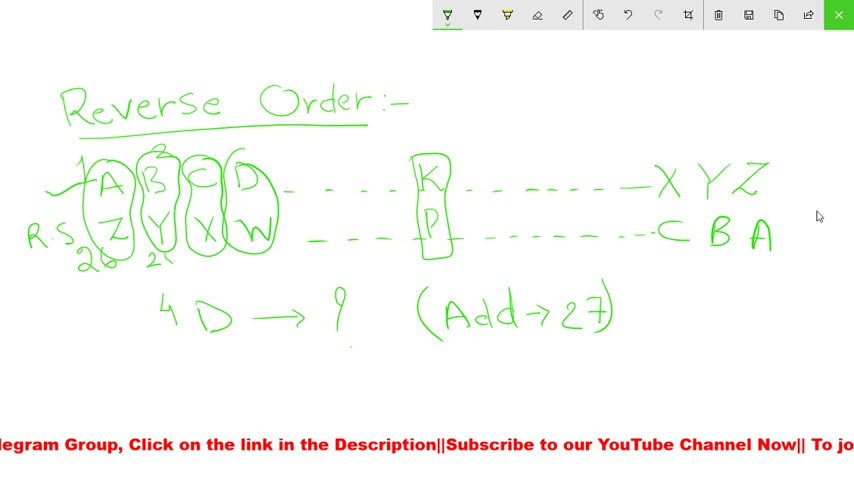 Reverse Order:-
1 2
A B C D - - - - K - - - - - - - X Y Z
R.S Z Y X W - - - - P - - - - - - - C B A
26 25
4 D → ? (Add → 27)
legram Group, Click on the link in the Description||Subscribe to our YouTube Channel Now|| To jo